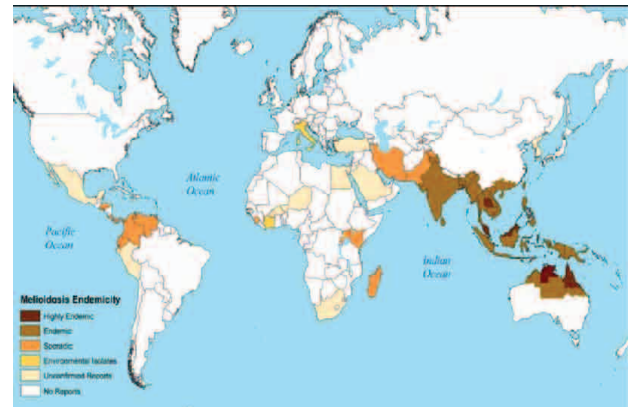 Atlantic
Ocean
Pacific
Ocean
Indian
Ocean
Melioidosis Endemicity
Highly Endemic
Endemic
Sporadic
Environmental Isolates
Unconfirmed Reports
No Reports